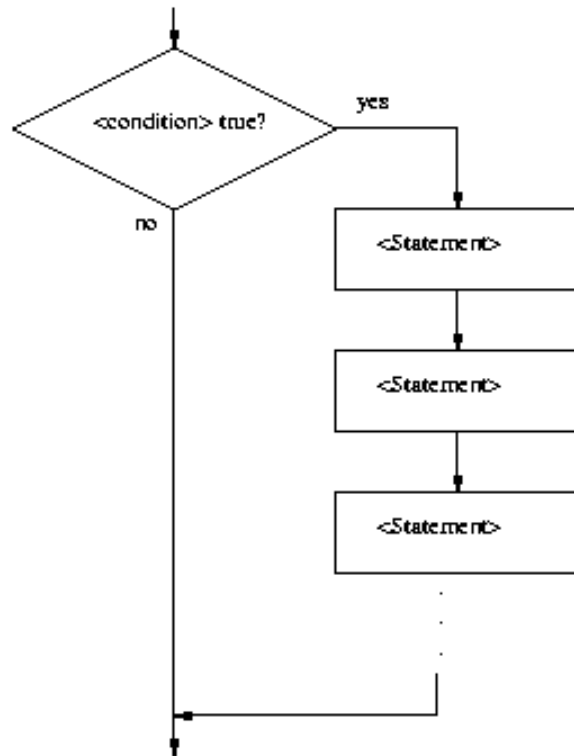 <condition> true?
yes
no
<Statement>
<Statement>
<Statement>